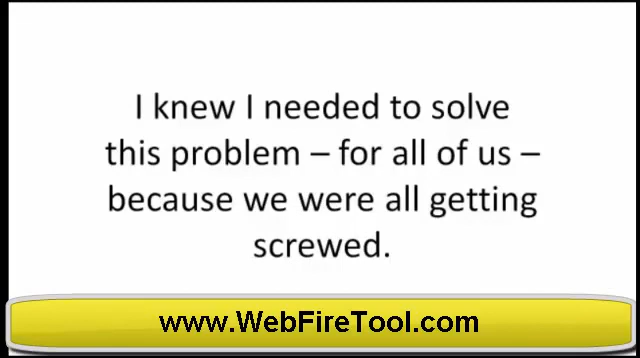 I knew I needed to solve
this problem – for all of us –
because we were all getting
screwed.
www.WebFireTool.com